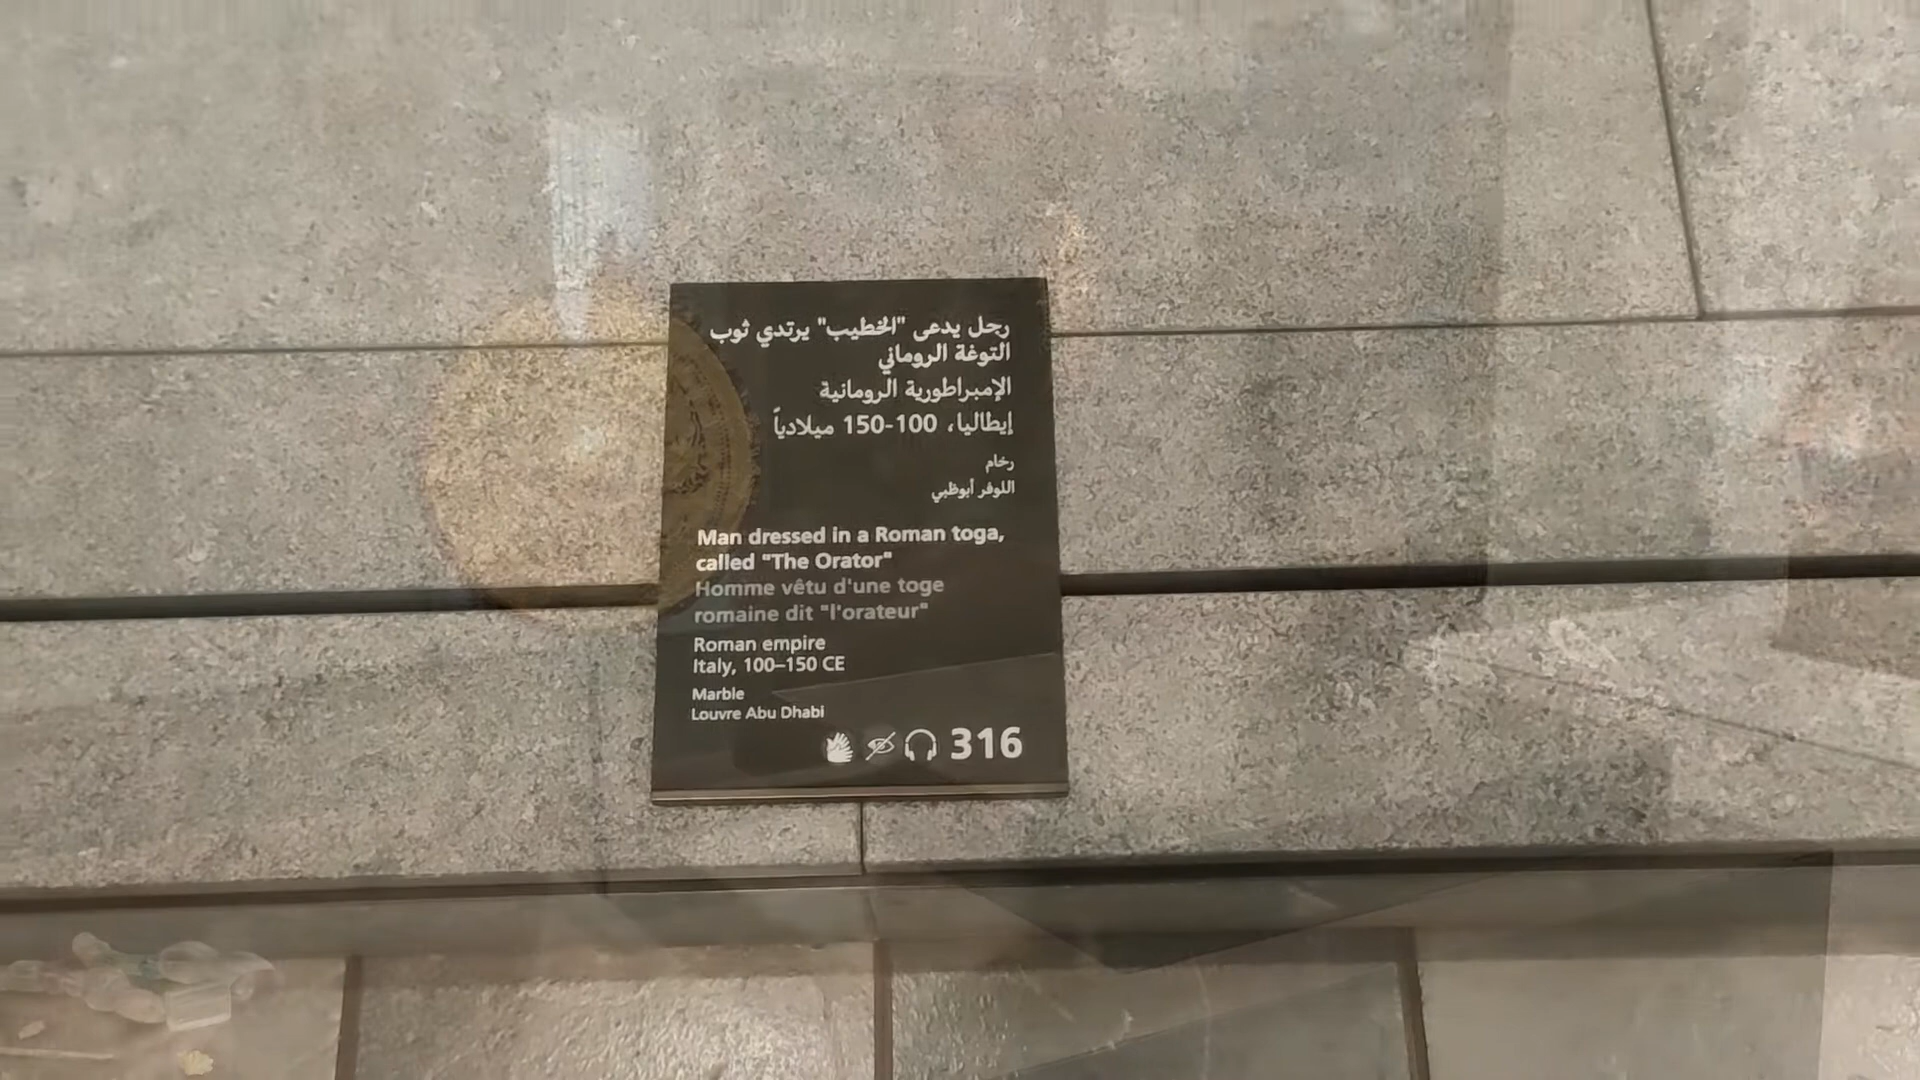 رجل يدعى "الخطيب" يرتدي ثوب
التوغة الروماني
الإمبراطورية الرومانية
إيطاليا، 100-150 ميلادياً
رخام
اللوفر أبوظبي
Man dressed in a Roman toga,
called "The Orator"
Homme vêtu d'une toge
romaine dit "l'orateur"
Roman empire
Italy, 100–150 CE
Marble
Louvre Abu Dhabi
316